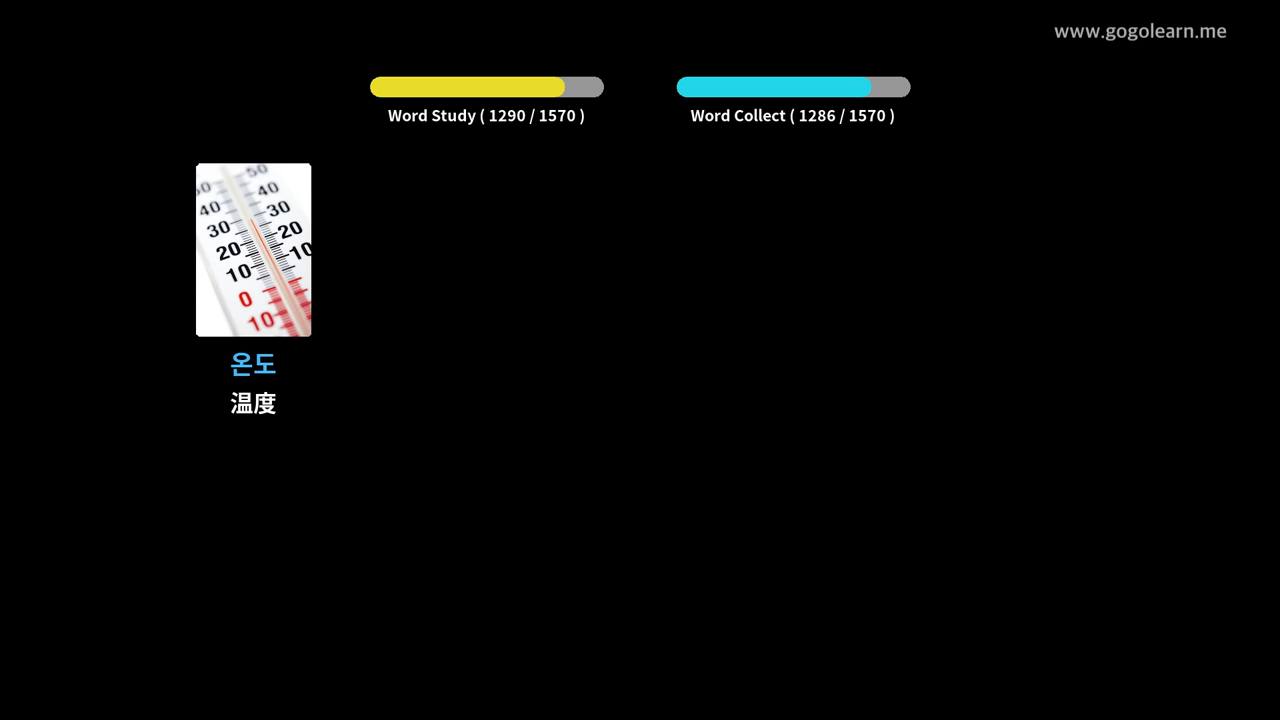 www.gogolearn.me
Word Study ( 1290 / 1570 )
Word Collect ( 1286 / 1570 )
50
40
40
30
30
20
20
10
10
0
10
온도
温度